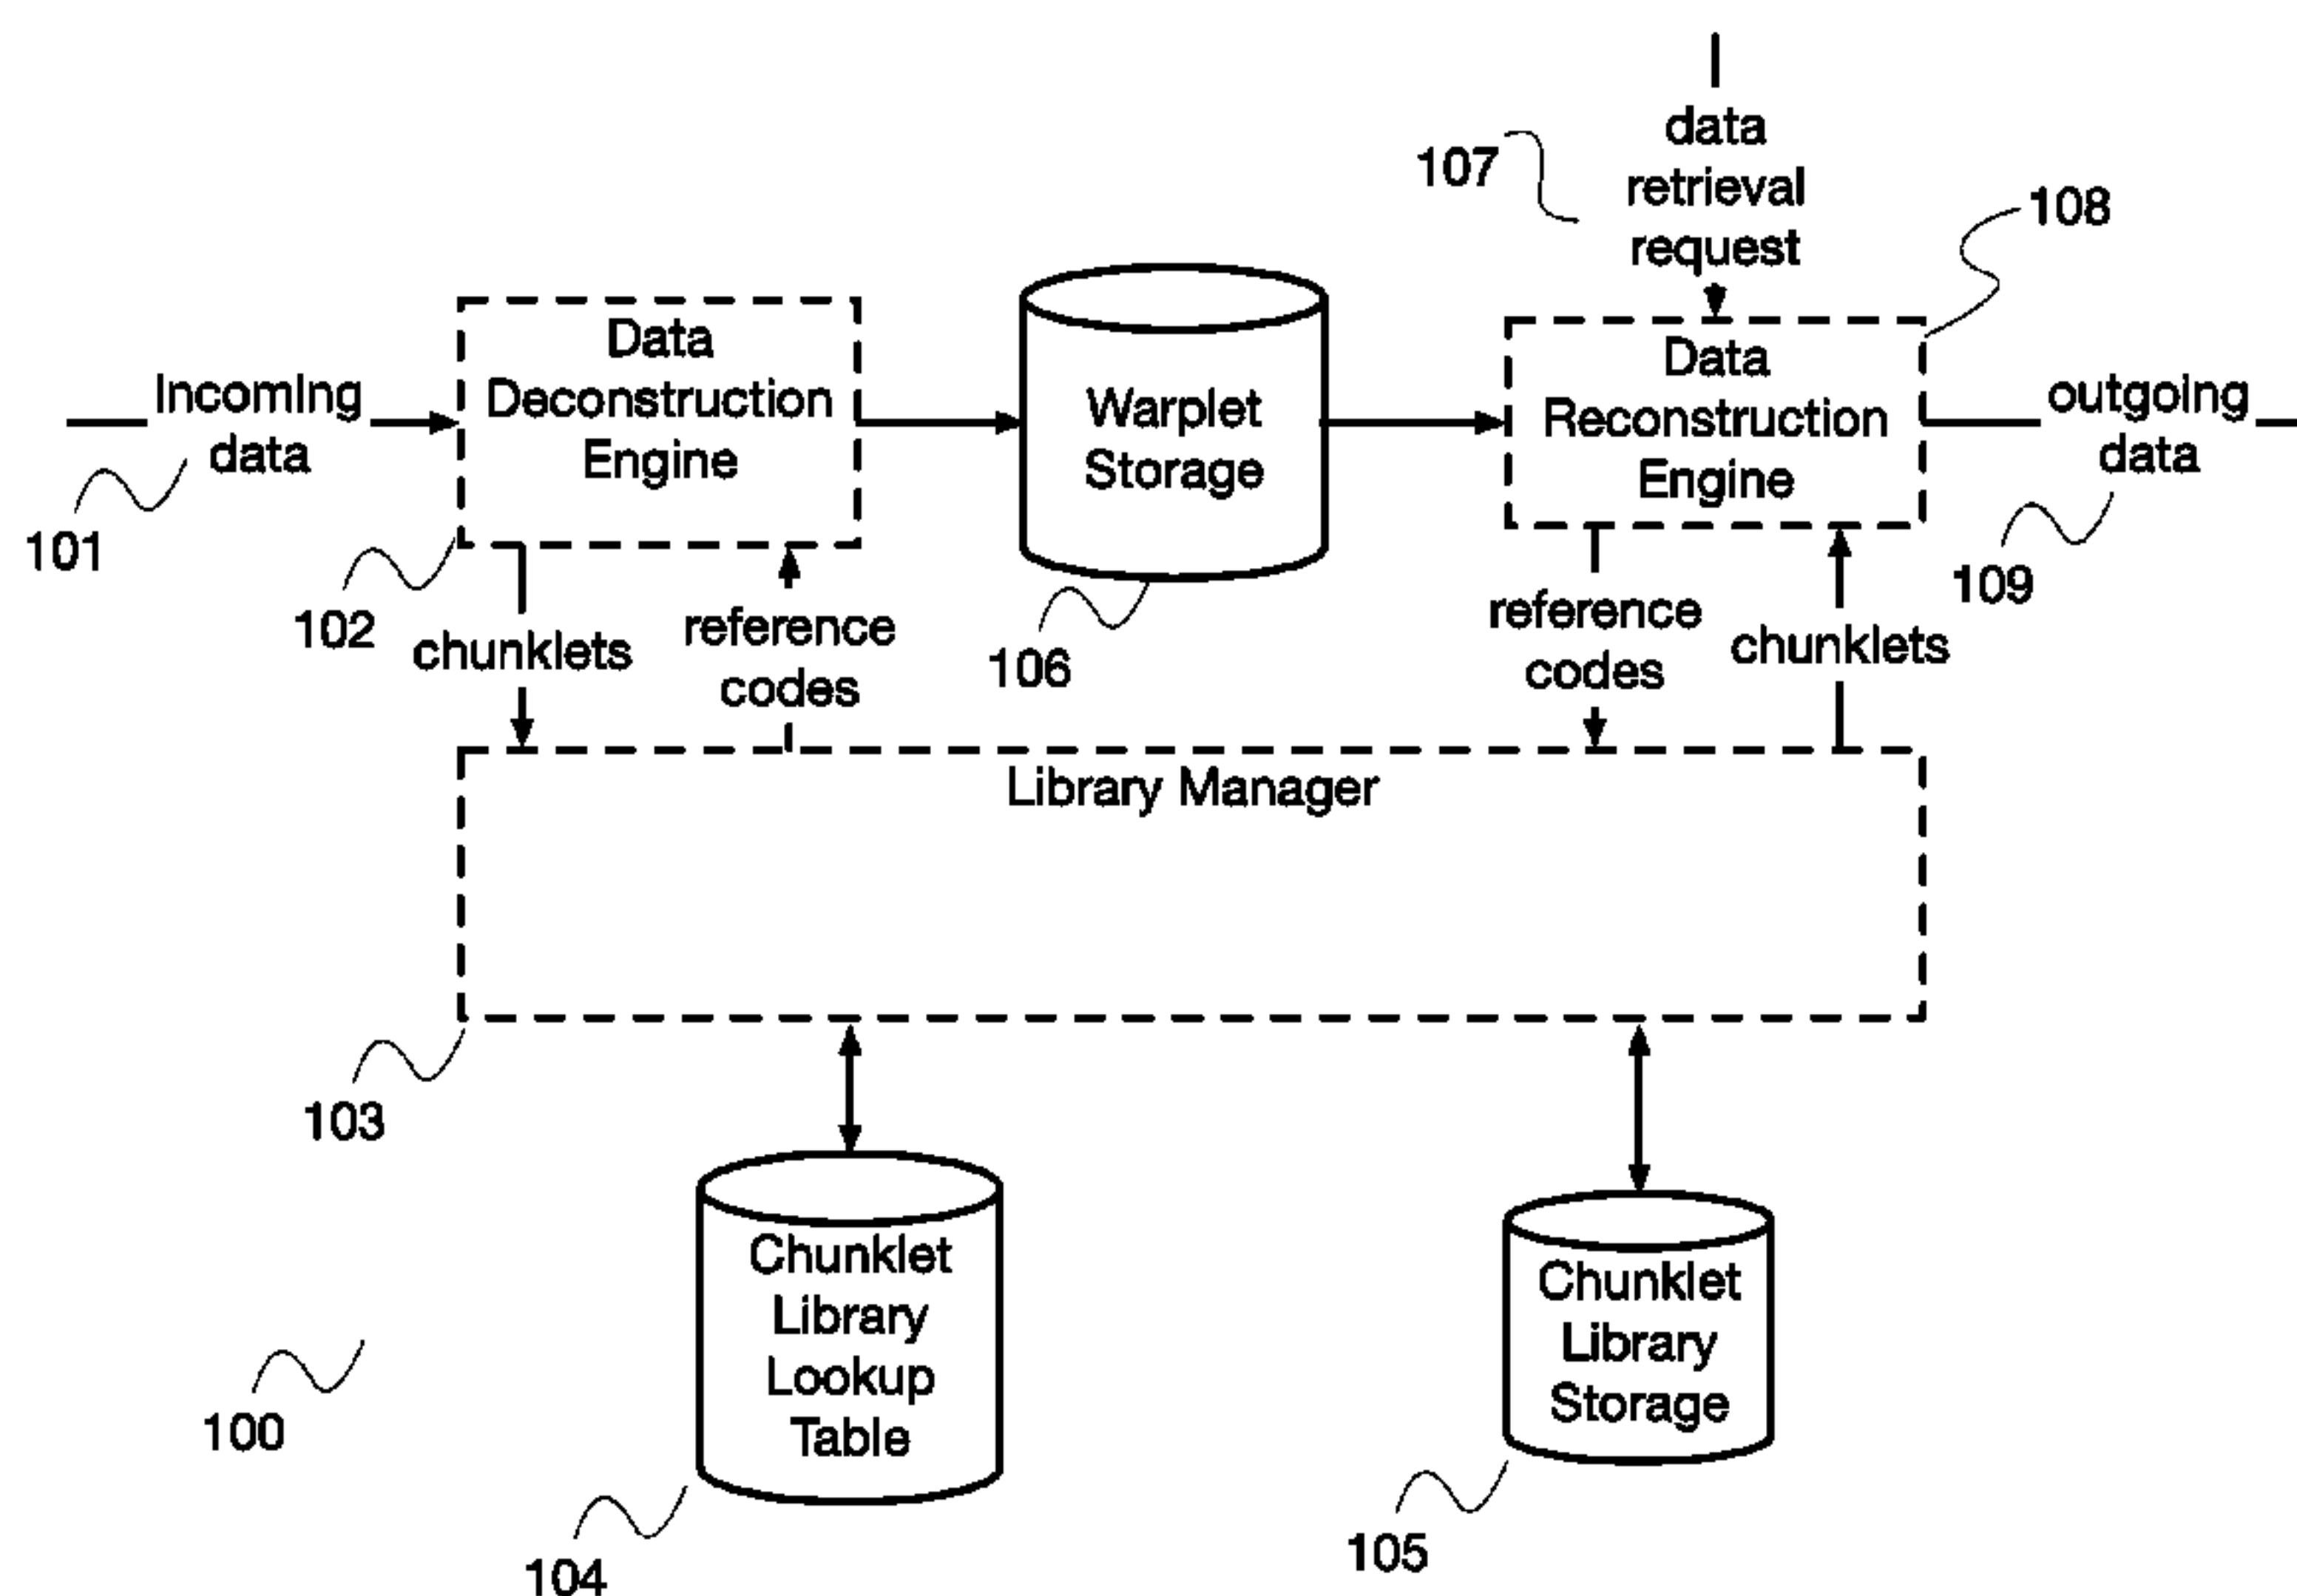 data
retrieval
request
107
108
Incoming
data
101
Data
Deconstruction
Engine
102
Warplet
Storage
106
Data
Reconstruction
Engine
outgoing
data
109
chunklets
reference
codes
reference
codes
chunklets
Library Manager
103
Chunklet
Library
Lookup
Table
104
Chunklet
Library
Storage
105
100